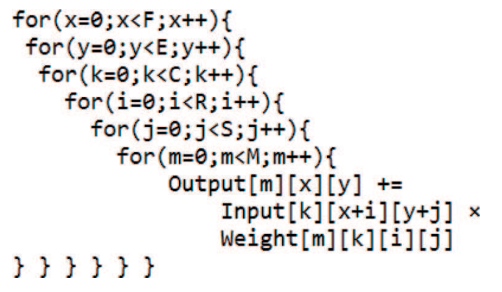 for(x=0;x<F;x++){
for(y=0;y<E;y++){
for(k=0;k<C;k++){
for(i=0;i<R;i++){
for(j=0;j<S;j++){
for(m=0;m<M;m++){
Output[m][x][y] +=
Input[k][x+i][y+j] ×
Weight[m][k][i][j]
} } } } } }